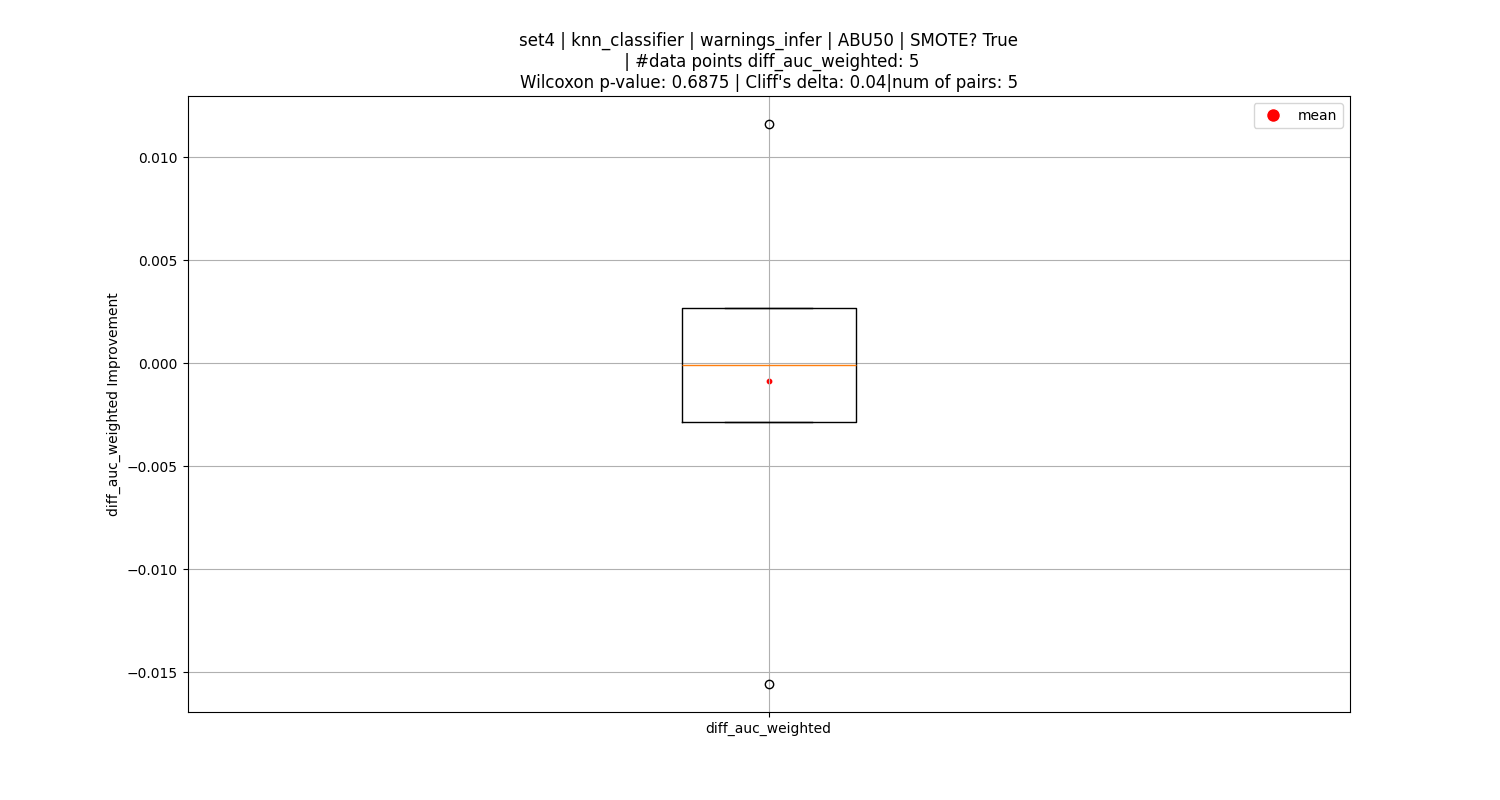 set4 | knn_classifier | warnings_infer | ABU50 | SMOTE? True
| #data points diff_auc_weighted: 5
Wilcoxon p-value: 0.6875 | Cliff's delta: 0.04|num of pairs: 5
mean
0.010
0.005
0.000
−0.005
−0.010
−0.015
diff_auc_weighted Improvement
diff_auc_weighted